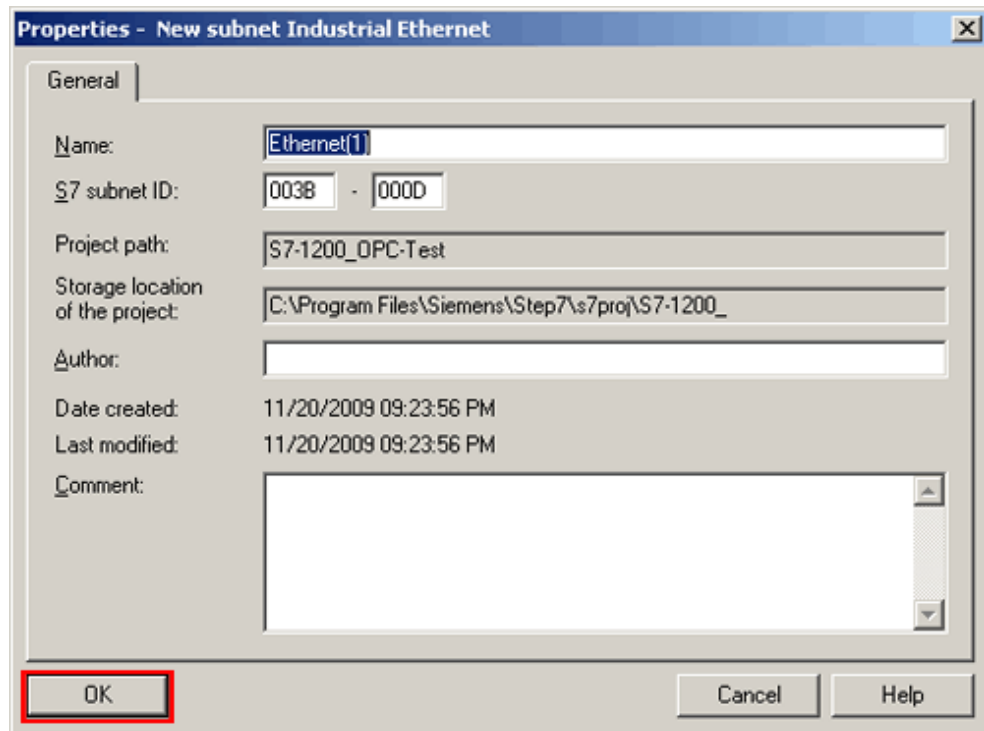 Properties - New subnet Industrial Ethernet
General
Name: Ethernet(1)
S7 subnet ID: 003B - 000D
Project path: S7-1200_OPC-Test
Storage location
of the project: C:\Program Files\Siemens\Step7\s7proj\S7-1200_
Author:
Date created: 11/20/2009 09:23:56 PM
Last modified: 11/20/2009 09:23:56 PM
Comment:
OK Cancel Help